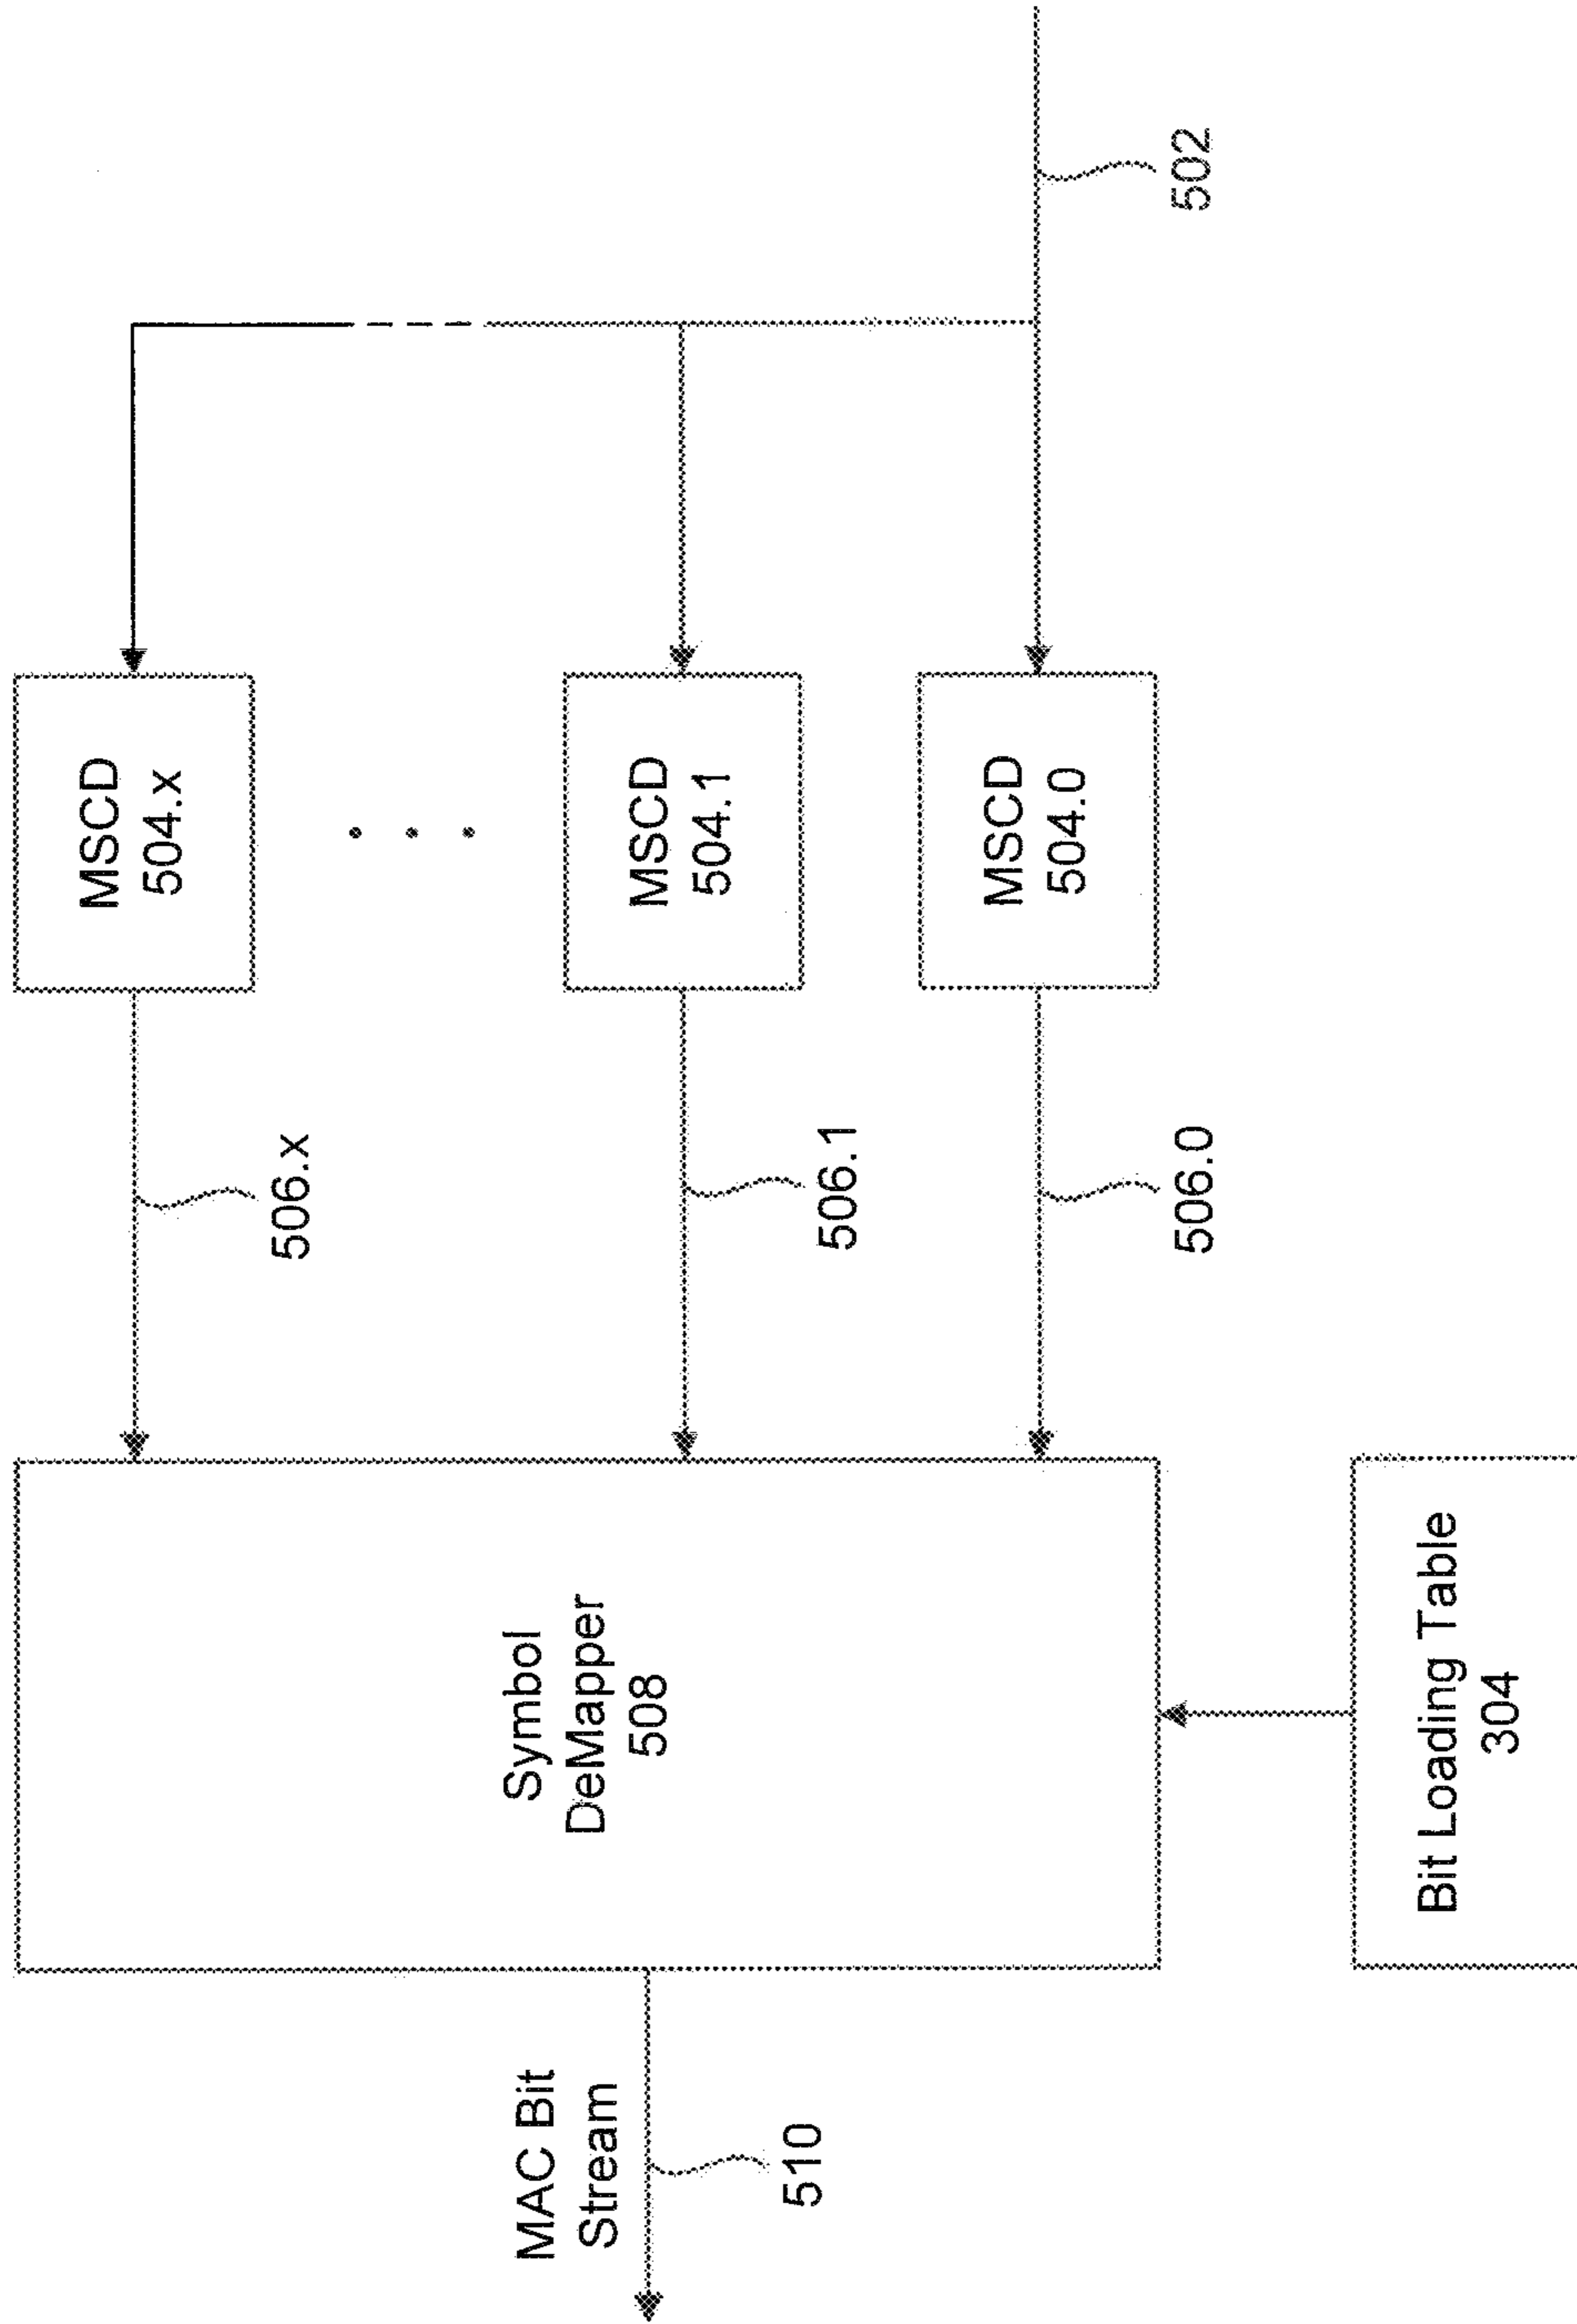 502
MSCD
504.x
MSCD
504.1
MSCD
504.0
506.x
506.1
506.0
Symbol
DeMapper
508
Bit Loading Table
304
MAC Bit
Stream
510